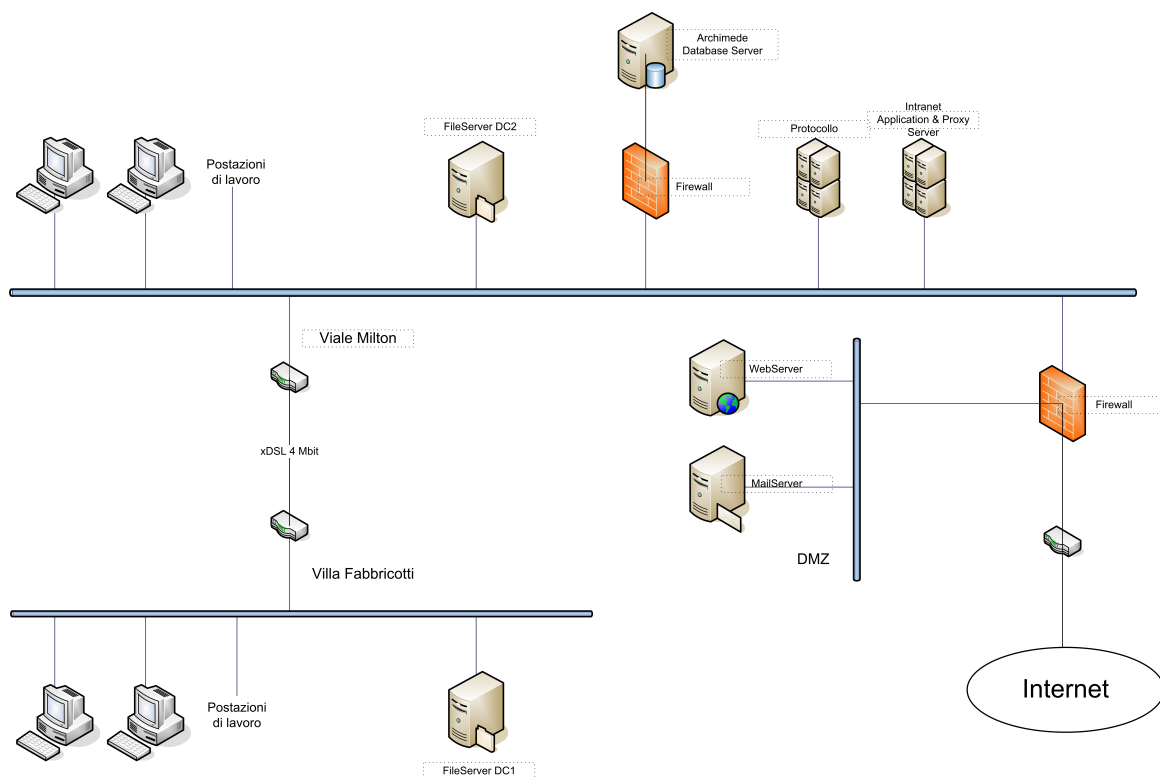 Archimede
Database Server
FileServer DC2
Protocollo
Intranet
Application & Proxy
Server
Postazioni
di lavoro
Firewall
Viale Milton
WebServer
Firewall
xDSL 4 Mbit
MailServer
DMZ
Villa Fabbricotti
Internet
Postazioni
di lavoro
FileServer DC1